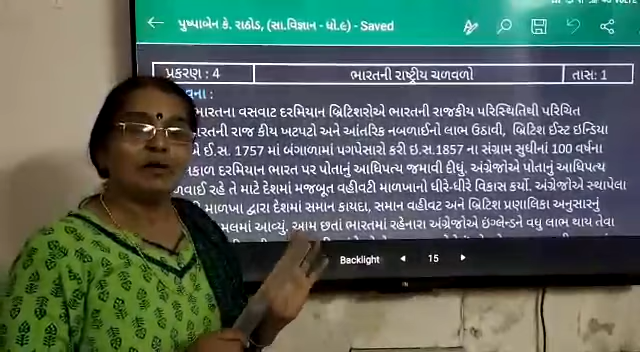 પુષ્પાબેન કે. રાઠોડ, (સા.વિજ્ઞાન - ધો.૯) - Saved
પ્રકરણ : 4 ભારતની રાષ્ટ્રીય ચળવળો તાસ: 1
ભારતના વસવાટ દરમિયાન બ્રિટિશરોએ ભારતની રાજકીય પરિસ્થિતિથી પરિચિત
રાજ કીય ખટપટો અને આંતરિક નબળાઈનો લાભ ઉઠાવી, બ્રિટિશ ઈસ્ટ ઇન્ડિયા
એ ઈ.સ. 1757 માં બંગાળામાં પગપેસારો કરી ઇ.સ.1857 ના સંગ્રામ સુધીનાં 100 વર્ષના
દરમિયાન ભારત પર પોતાનું આધિપત્ય જમાવી દીધું. અંગ્રેજોએ પોતાનું આધિપત્ય
રહે તે માટે દેશમાં મજબૂત વહીવટી માળખાનો ધીરે-ધીરે વિકાસ કર્યો. અંગ્રેજોએ સ્થાપેલા
માળખા દ્વારા દેશમાં સમાન કાયદા, સમાન વહીવટ અને બ્રિટિશ પ્રણાલિકા અનુસારનું
આવ્યું. આમ છતાં ભારતમાં રહેનારા અંગ્રેજોએ ઇંગ્લેન્ડને વધુ લાભ થાય તેવા
Backlight 15